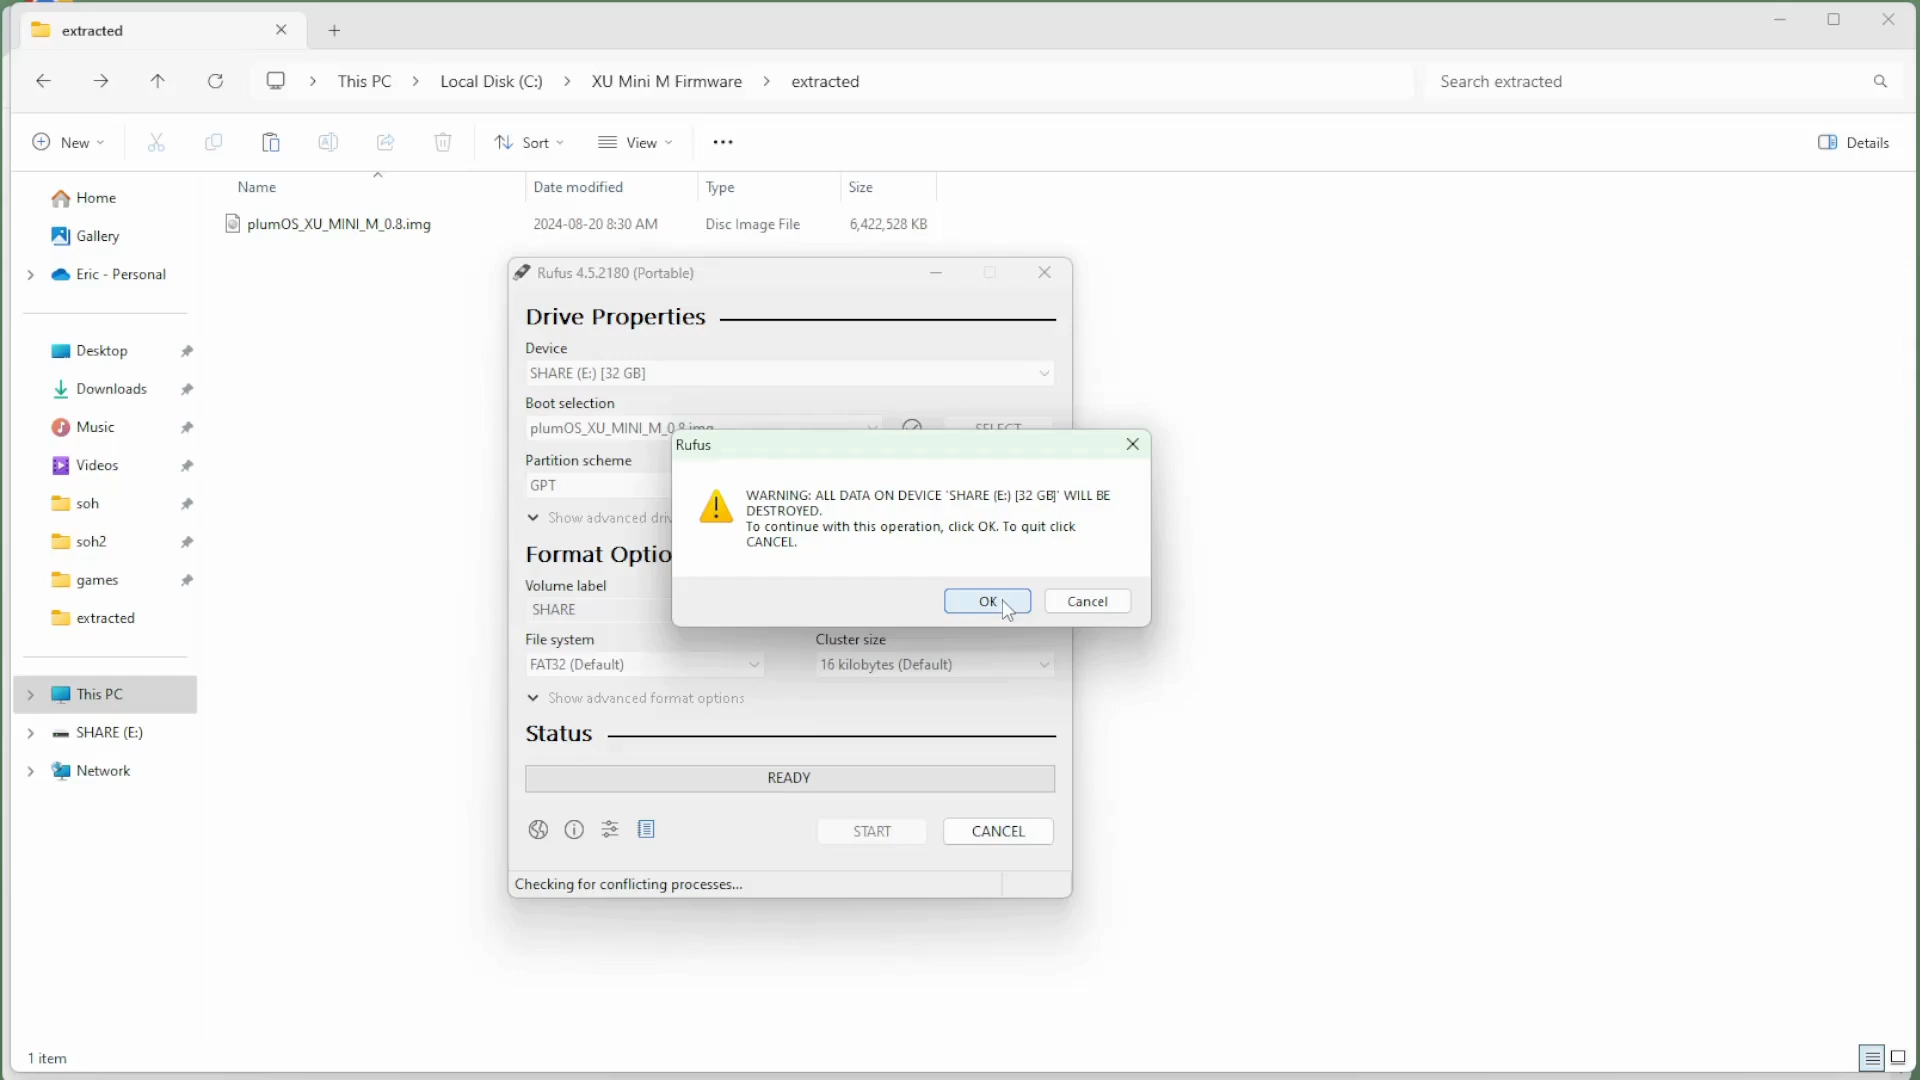 extracted
This PC
Local Disk (C:)
XU Mini M Firmware
extracted
Search extracted
New
Sort
View
Details
Name
Date modified
Type
Size
plumOS_XU_MINI_M_0.8.img
2024-08-20 8:30 AM
Disc Image File
6,422,528 KB
Home
Gallery
Eric - Personal
Desktop
Downloads
Music
Videos
soh
soh2
games
extracted
This PC
SHARE (E:)
Network
1 item
Rufus 4.5.2180 (Portable)
Drive Properties
Device
SHARE (E:) [32 GB]
Boot selection
plumOS_XU_MINI_M_0.8.img
SELECT
Partition scheme
GPT
Show advanced driv
Format Optio
Volume label
SHARE
File system
Cluster size
FAT32 (Default)
16 kilobytes (Default)
Show advanced format options
Status
READY
START
CANCEL
Checking for conflicting processes...
Rufus
WARNING: ALL DATA ON DEVICE 'SHARE (E:) [32 GB]' WILL BE
DESTROYED.
To continue with this operation, click OK. To quit click
CANCEL.
OK
Cancel